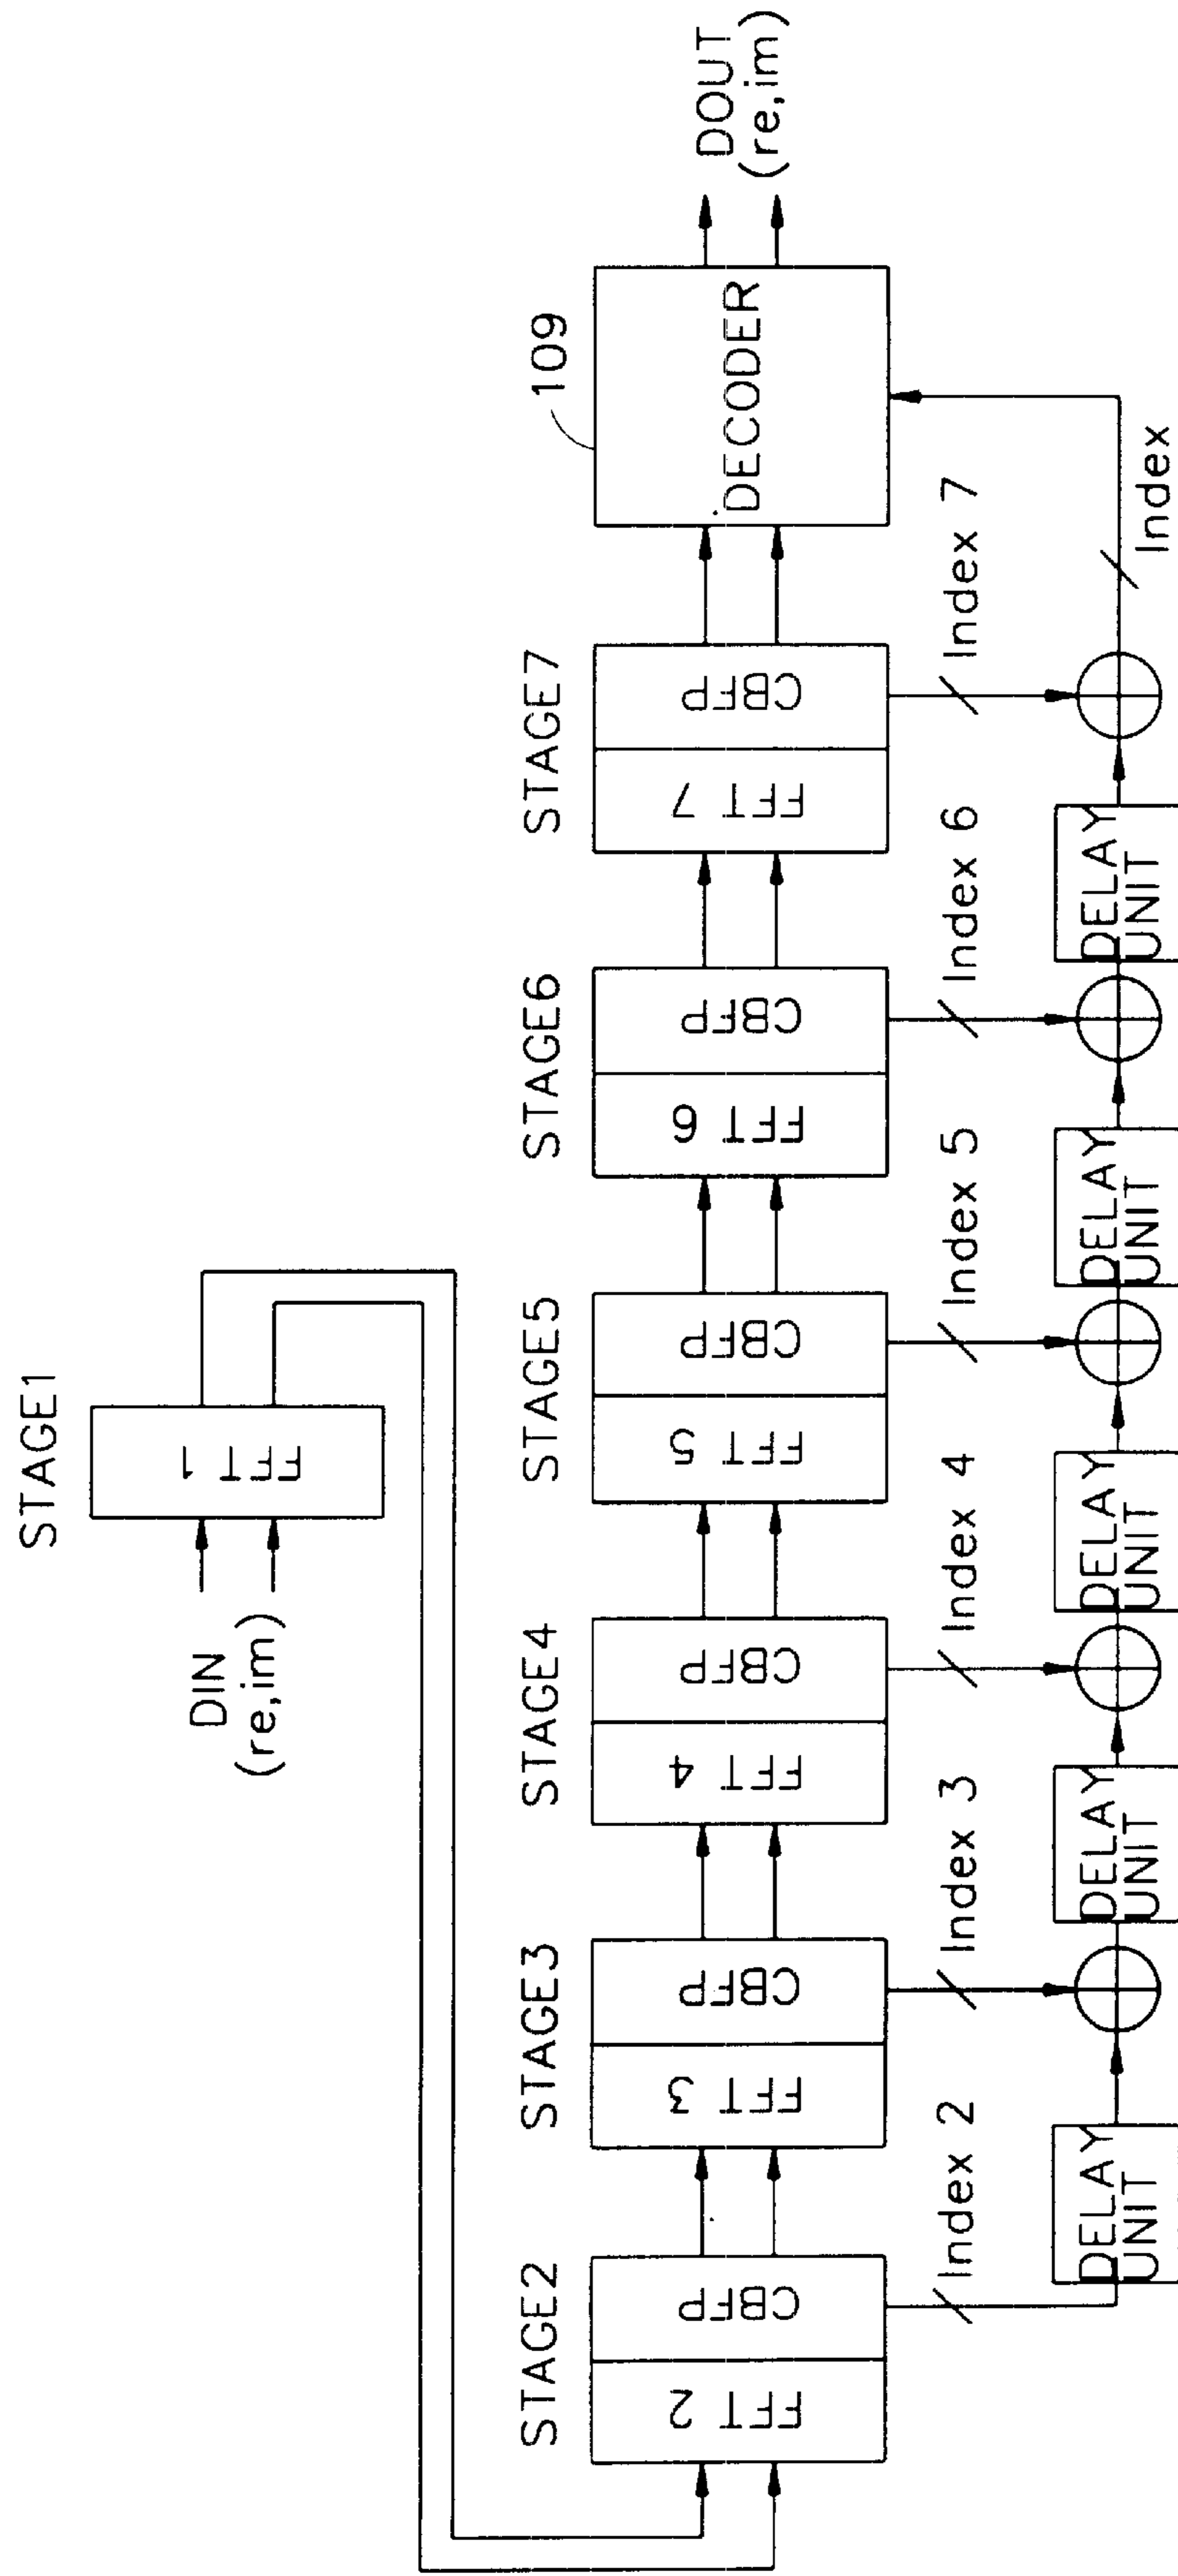 STAGE1
DIN
(re,im)
FFT 1
STAGE2
FFT 2
CBFP
STAGE3
FFT 3
CBFP
STAGE4
FFT 4
CBFP
STAGE5
FFT 5
CBFP
STAGE6
FFT 6
CBFP
STAGE7
FFT 7
CBFP
109
DECODER
DOUT
(re,im)
Index 2
Index 3
Index 4
Index 5
Index 6
Index 7
DELAY
UNIT
DELAY
UNIT
DELAY
UNIT
DELAY
UNIT
DELAY
UNIT
Index